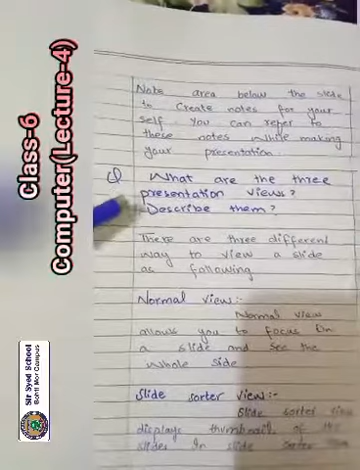 Class-6
Computer(Lecture-4)
Sir Syed School
Bohti Mor Campus
Note area below the slide
to create notes for your
self. You can refer to
these notes while making
your presentation.
Q What are the three
presentation views?
Describe them?
There are three different
way to view a slide
as following
Normal view:-
Normal view
allows you to focus on
a slide and see the
whole side
Slide sorter view:-
Slide sorter view
displays thumbnails of the
slides In slide sorter